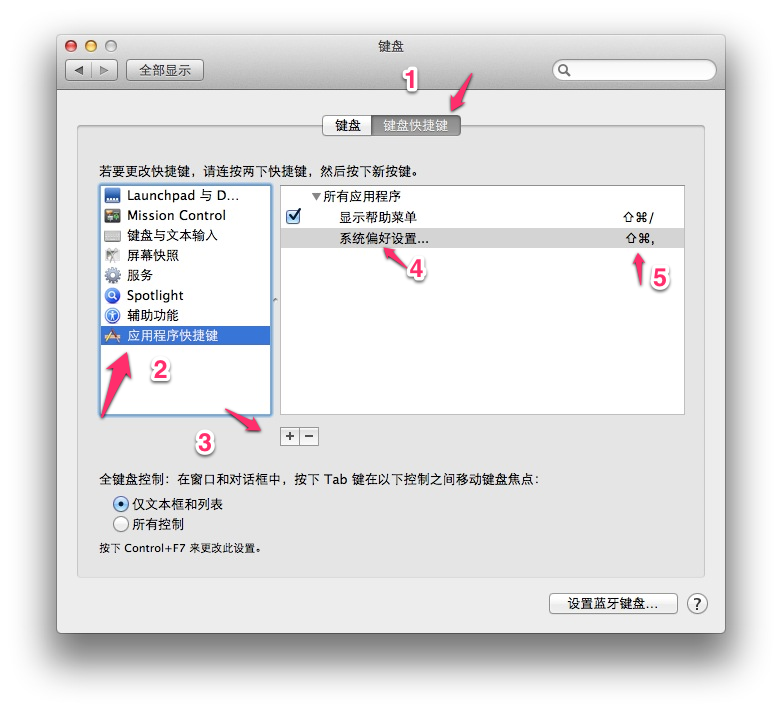 键盘
全部显示
1
键盘 键盘快捷键
若要更改快捷键，请连按两下快捷键，然后按下新按键。
Launchpad 与 D...
Mission Control
键盘与文本输入
屏幕快照
服务
Spotlight
辅助功能
应用程序快捷键
所有应用程序
显示帮助菜单 ⇧⌘/
系统偏好设置... ⇧⌘,
4
5
2
3
+ −
全键盘控制：在窗口和对话框中，按下 Tab 键在以下控制之间移动键盘焦点：
仅文本框和列表
所有控制
按下 Control+F7 来更改此设置。
设置蓝牙键盘... ?